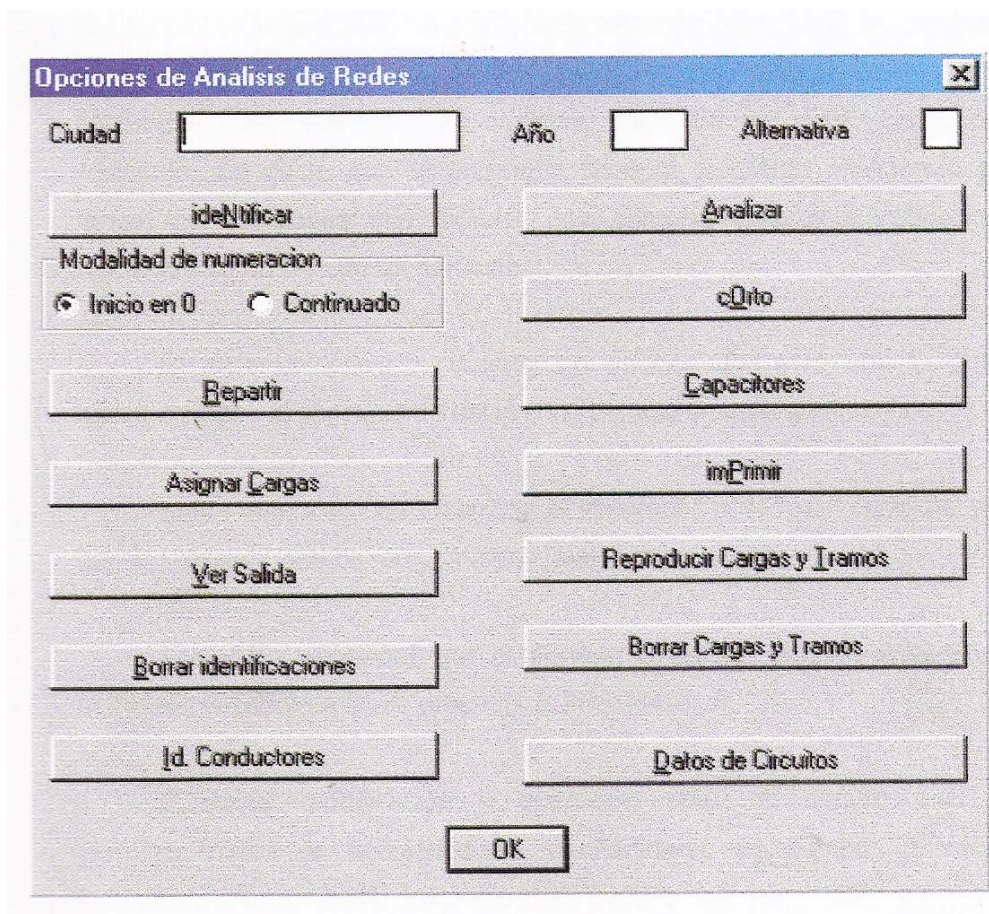 Opciones de Analisis de Redes
Ciudad Año Alternativa
ideNtificar
Analizar
Modalidad de numeracion
Inicio en 0 Continuado
cOrto
Repartir
Capacitores
Asignar Cargas
imPrimir
Ver Salida
Reproducir Cargas y Tramos
Borrar identificaciones
Borrar Cargas y Tramos
Id. Conductores
Datos de Circuitos
OK